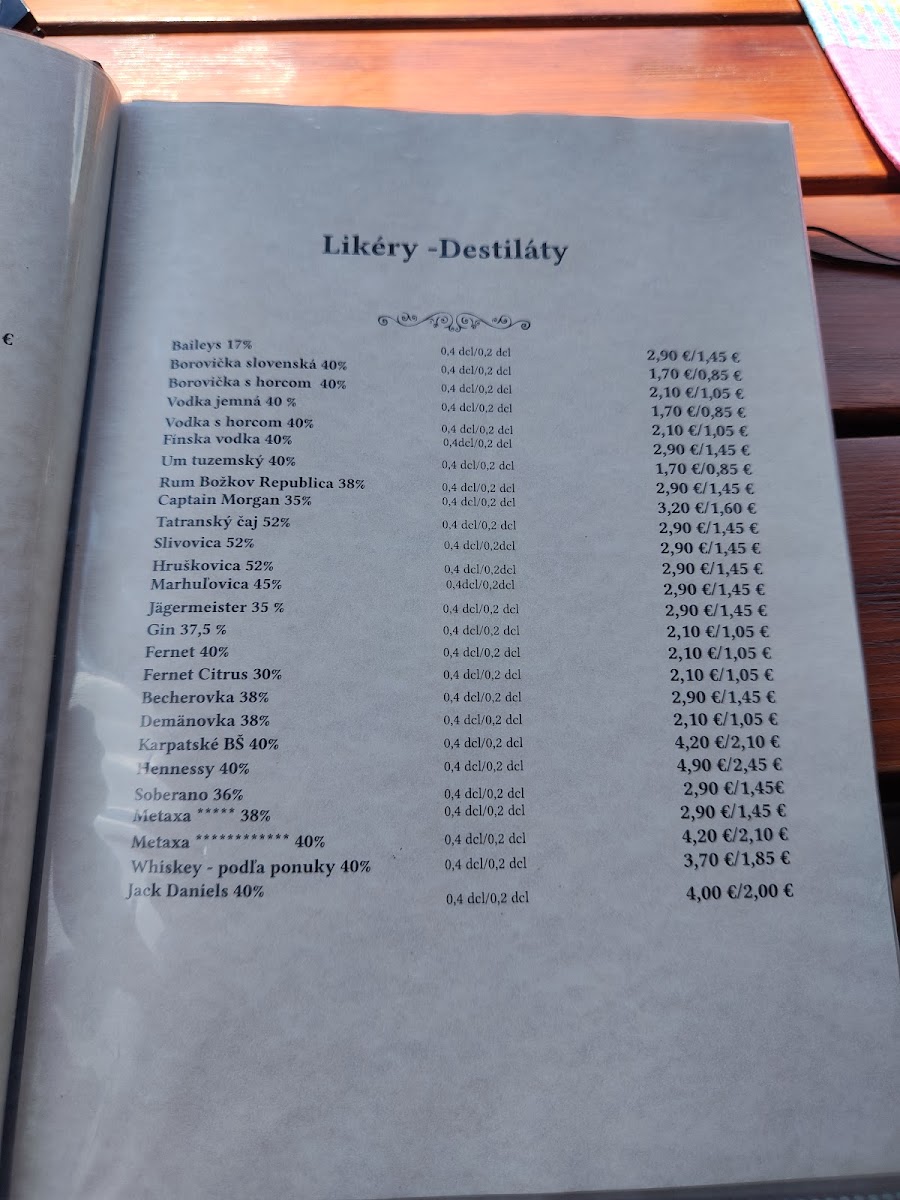 €
Likéry -Destiláty
Baileys 17% 0,4 dcl/0,2 dcl 2,90 €/1,45 €
Borovička slovenská 40% 0,4 dcl/0,2 dcl 1,70 €/0,85 €
Borovička s horcom 40% 0,4 dcl/0,2 dcl 2,10 €/1,05 €
Vodka jemná 40 % 0,4 dcl/0,2 dcl 1,70 €/0,85 €
Vodka s horcom 40% 0,4 dcl/0,2 dcl 2,10 €/1,05 €
Finska vodka 40% 0,4dcl/0,2 dcl 2,90 €/1,45 €
Um tuzemský 40% 0,4 dcl/0,2 dcl 1,70 €/0,85 €
Rum Božkov Republica 38% 0,4 dcl/0,2 dcl 2,90 €/1,45 €
Captain Morgan 35% 0,4 dcl/0,2 dcl 3,20 €/1,60 €
Tatranský čaj 52% 0,4 dcl/0,2 dcl 2,90 €/1,45 €
Slivovica 52% 0,4 dcl/0,2dcl 2,90 €/1,45 €
Hruškovica 52% 0,4 dcl/0,2dcl 2,90 €/1,45 €
Marhuľovica 45% 0,4dcl/0,2dcl 2,90 €/1,45 €
Jägermeister 35 % 0,4 dcl/0,2 dcl 2,90 €/1,45 €
Gin 37,5 % 0,4 dcl/0,2 dcl 2,10 €/1,05 €
Fernet 40% 0,4 dcl/0,2 dcl 2,10 €/1,05 €
Fernet Citrus 30% 0,4 dcl/0,2 dcl 2,10 €/1,05 €
Becherovka 38% 0,4 dcl/0,2 dcl 2,90 €/1,45 €
Demänovka 38% 0,4 dcl/0,2 dcl 2,10 €/1,05 €
Karpatské BŠ 40% 0,4 dcl/0,2 dcl 4,20 €/2,10 €
Hennessy 40% 0,4 dcl/0,2 dcl 4,90 €/2,45 €
Soberano 36% 0,4 dcl/0,2 dcl 2,90 €/1,45€
Metaxa ***** 38% 0,4 dcl/0,2 dcl 2,90 €/1,45 €
Metaxa ************ 40% 0,4 dcl/0,2 dcl 4,20 €/2,10 €
Whiskey - podľa ponuky 40% 0,4 dcl/0,2 dcl 3,70 €/1,85 €
Jack Daniels 40% 0,4 dcl/0,2 dcl 4,00 €/2,00 €